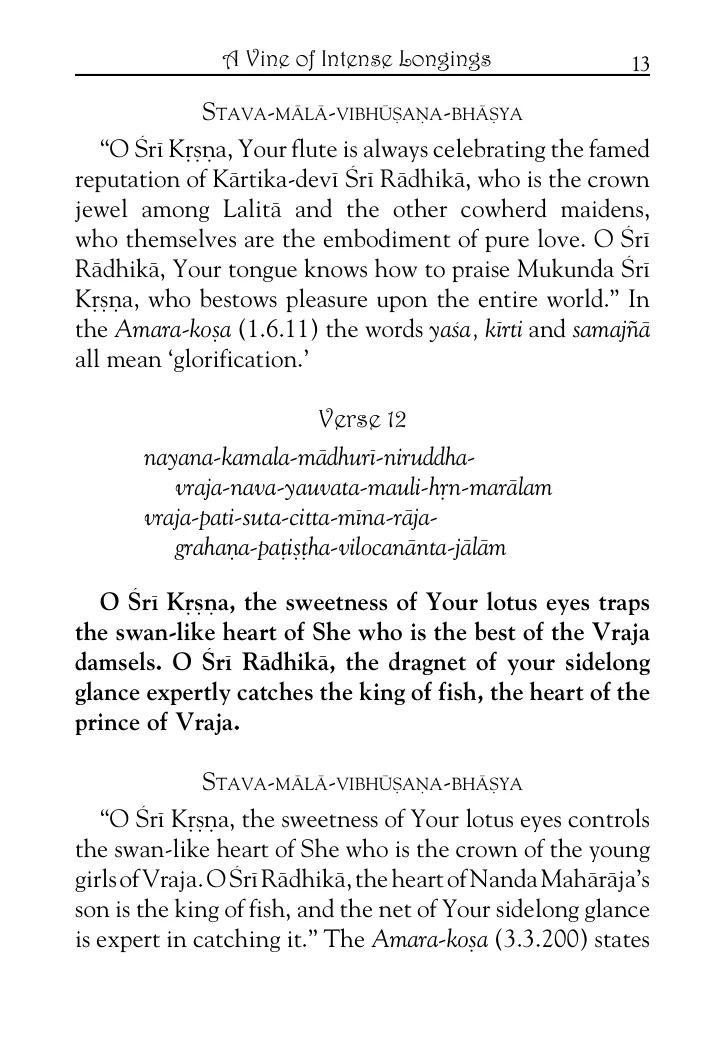 A Vine of Intense Longings 13
STAVA-MĀLĀ-VIBHŪṢAṆA-BHĀṢYA
“O Śrī Kṛṣṇa, Your flute is always celebrating the famed
reputation of Kārtika-devī Śrī Rādhikā, who is the crown
jewel among Lalitā and the other cowherd maidens,
who themselves are the embodiment of pure love. O Śrī
Rādhikā, Your tongue knows how to praise Mukunda Śrī
Kṛṣṇa, who bestows pleasure upon the entire world.” In
the Amara-koṣa (1.6.11) the words yaśa, kīrti and samajñā
all mean ‘glorification.’
Verse 12
nayana-kamala-mādhurī-niruddha-
vraja-nava-yauvata-mauli-hṛn-marālam
vraja-pati-suta-citta-mīna-rāja-
grahaṇa-paṭiṣṭha-vilocanānta-jālām
O Śrī Kṛṣṇa, the sweetness of Your lotus eyes traps
the swan-like heart of She who is the best of the Vraja
damsels. O Śrī Rādhikā, the dragnet of your sidelong
glance expertly catches the king of fish, the heart of the
prince of Vraja.
STAVA-MĀLĀ-VIBHŪṢAṆA-BHĀṢYA
“O Śrī Kṛṣṇa, the sweetness of Your lotus eyes controls
the swan-like heart of She who is the crown of the young
girls of Vraja. O Śrī Rādhikā, the heart of Nanda Mahārāja’s
son is the king of fish, and the net of Your sidelong glance
is expert in catching it.” The Amara-koṣa (3.3.200) states